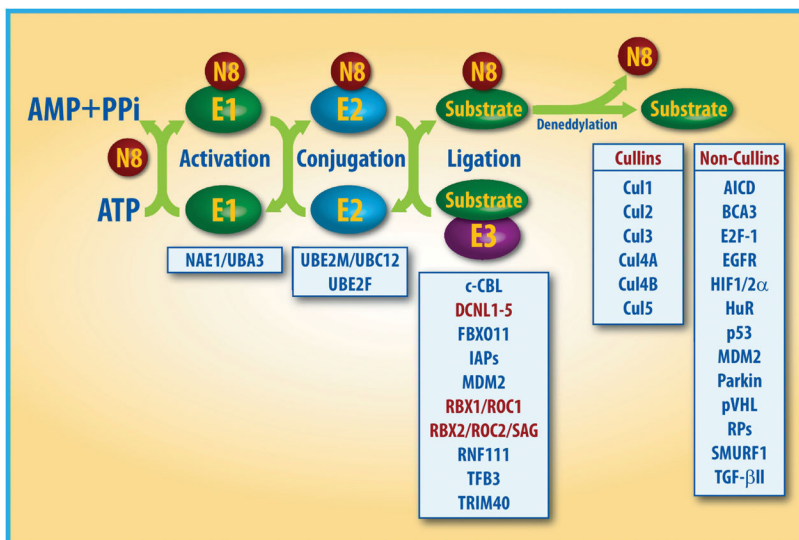 N8
N8
N8
N8
AMP+PPi
E1
E2
Substrate
Substrate
Deneddylation
N8
Activation
Conjugation
Ligation
ATP
E1
E2
Substrate
E3
NAE1/UBA3
UBE2M/UBC12
UBE2F
c-CBL
DCNL1-5
FBXO11
IAPs
MDM2
RBX1/ROC1
RBX2/ROC2/SAG
RNF111
TFB3
TRIM40
Cullins
Cul1
Cul2
Cul3
Cul4A
Cul4B
Cul5
Non-Cullins
AICD
BCA3
E2F-1
EGFR
HIF1/2α
HuR
p53
MDM2
Parkin
pVHL
RPs
SMURF1
TGF-βII